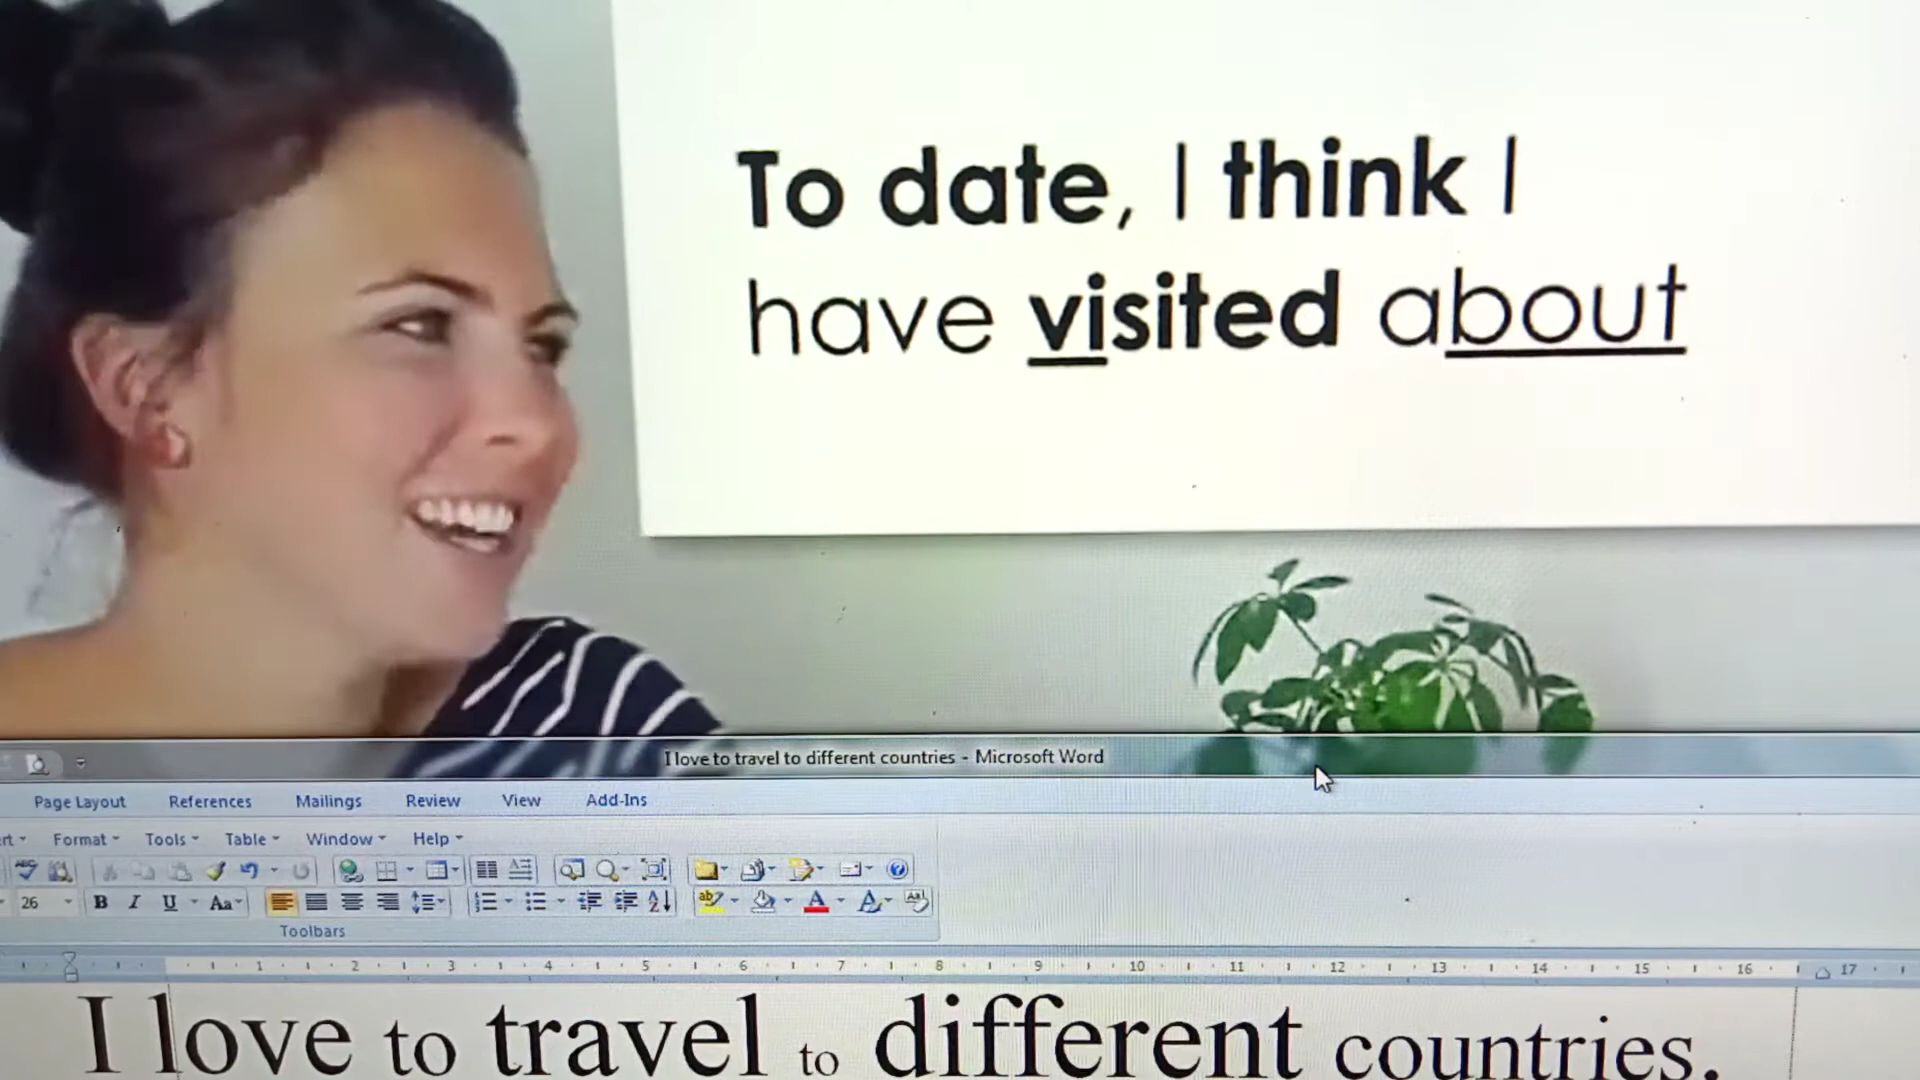 To date, I think I
have visited about
I love to travel to different countries - Microsoft Word
Page Layout References Mailings Review View Add-Ins
Format Tools Table Window Help
26 B I U Aa
Toolbars
1 2 3 4 5 6 7 8 9 10 11 12 13 14 15 16 17
I love to travel to different countries.